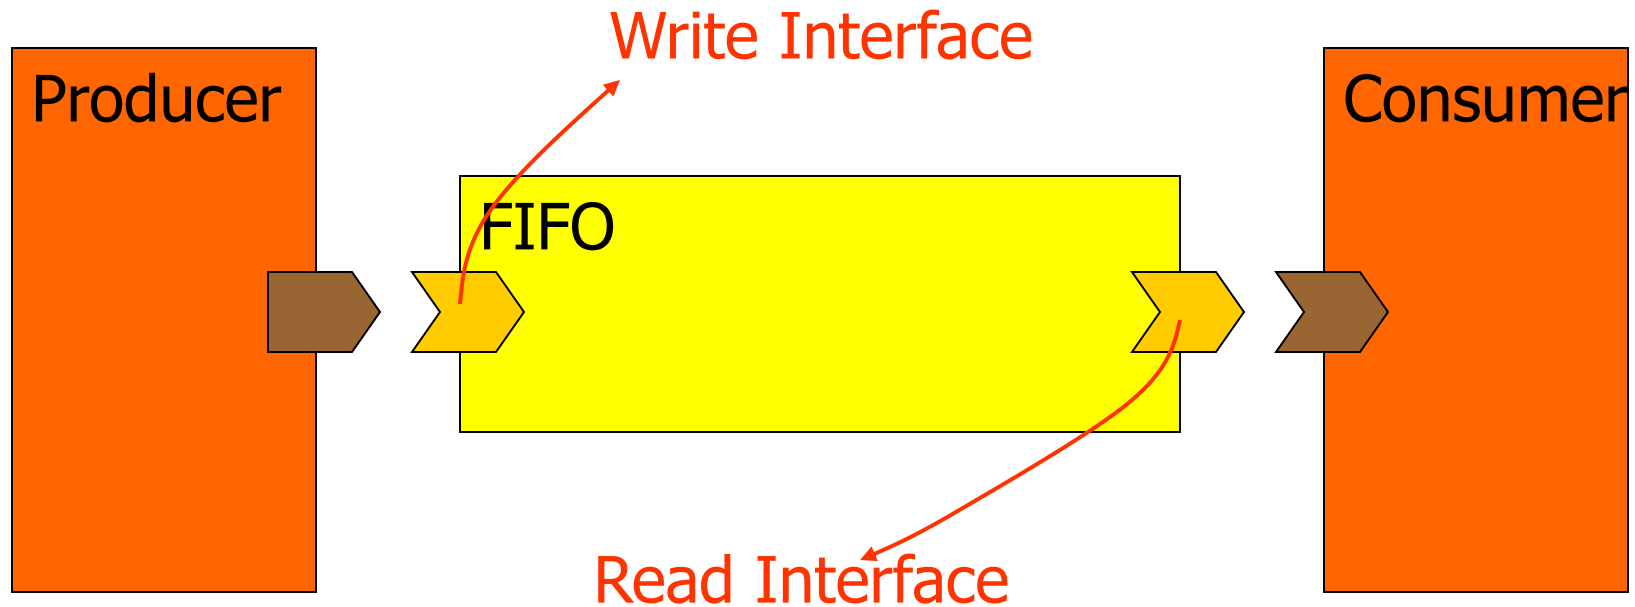 Write Interface
Producer
Consumer
FIFO
Read Interface